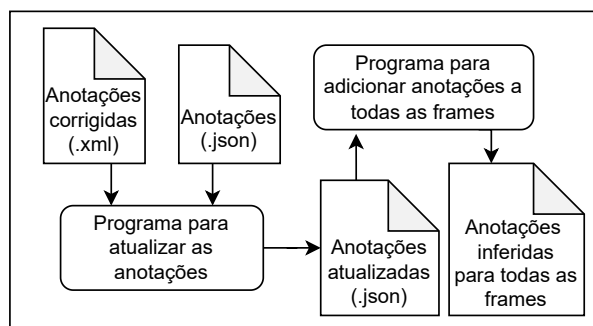 Anotações
corrigidas
(.xml)
Anotações
(.json)
Programa para
atualizar as
anotações
Anotações
atualizadas
(.json)
Programa para
adicionar anotações a
todas as frames
Anotações
inferidas
para todas as
frames